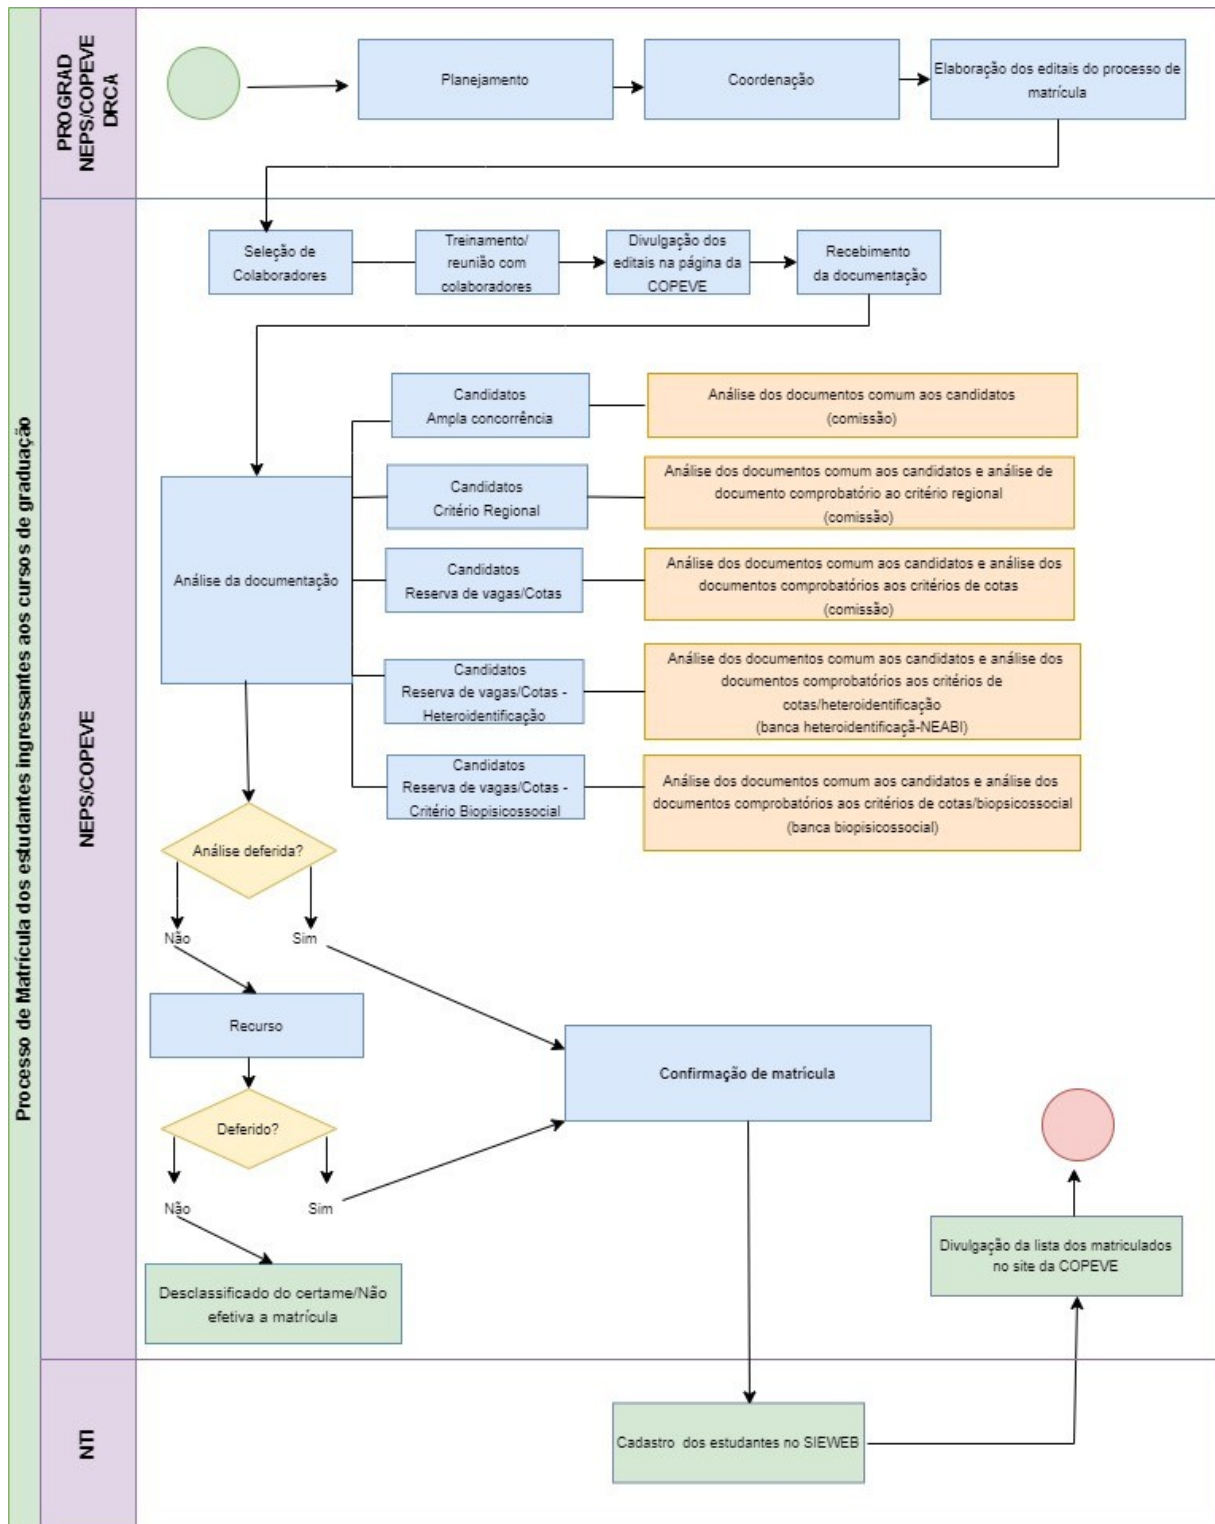 Processo de Matrícula dos estudantes ingressantes aos cursos de graduação
PROGRAD
NEPS/COPEVE
DRCA
Planejamento
Coordenação
Elaboração dos editais do processo de
matrícula
NEPS/COPEVE
Seleção de
Colaboradores
Treinamento/
reunião com
colaboradores
Divulgação dos
editais na página da
COPEVE
Recebimento
da documentação
Análise da documentação
Candidatos
Ampla concorrência
Análise dos documentos comum aos candidatos
(comissão)
Candidatos
Critério Regional
Análise dos documentos comum aos candidatos e análise de
documento comprobatório ao critério regional
(comissão)
Candidatos
Reserva de vagas/Cotas
Análise dos documentos comum aos candidatos e análise dos
documentos comprobatórios aos critérios de cotas
(comissão)
Candidatos
Reserva de vagas/Cotas -
Heteroidentificação
Análise dos documentos comum aos candidatos e análise dos
documentos comprobatórios aos critérios de
cotas/heteroidentificação
(banca heteroidentificaçã-NEABI)
Candidatos
Reserva de vagas/Cotas -
Critério Biopisicossocial
Análise dos documentos comum aos candidatos e análise dos
documentos comprobatórios aos critérios de cotas/biopsicossocial
(banca biopisicossocial)
Análise deferida?
Não
Sim
Recurso
Confirmação de matrícula
Deferido?
Não
Sim
Desclassificado do certame/Não
efetiva a matrícula
Divulgação da lista dos matriculados
no site da COPEVE
NTI
Cadastro dos estudantes no SIEWEB